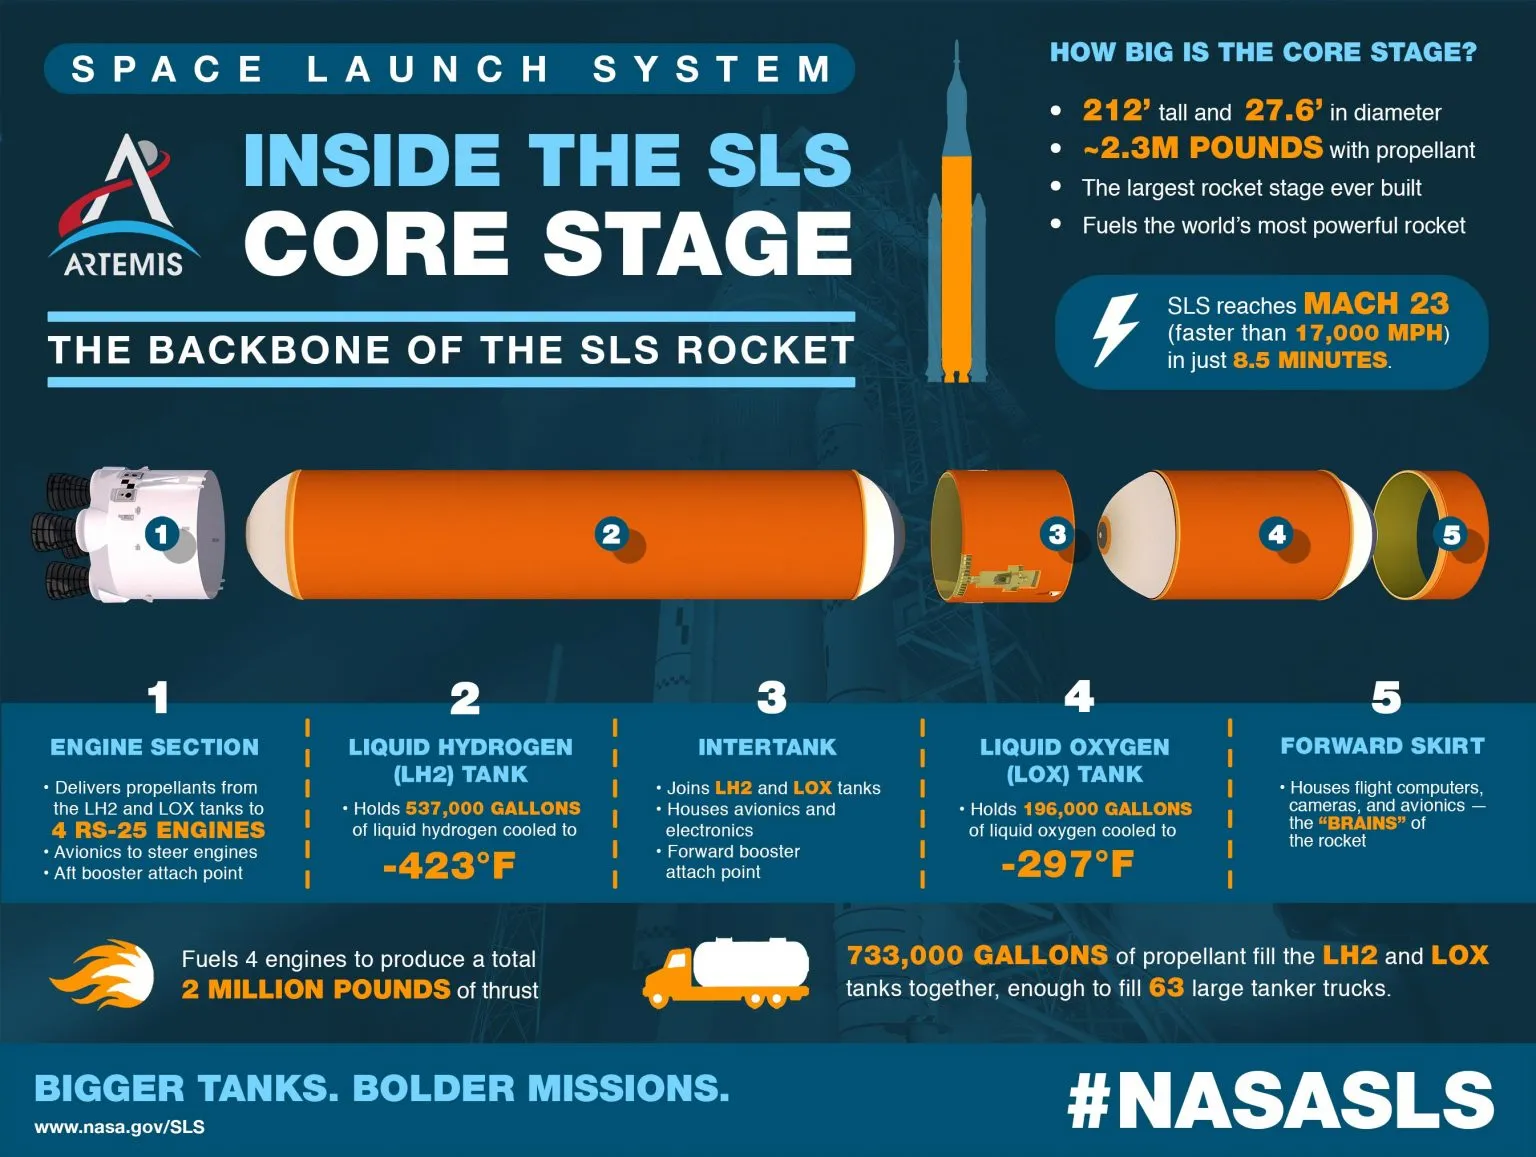 SPACE LAUNCH SYSTEM
ARTEMIS
INSIDE THE SLS
CORE STAGE
THE BACKBONE OF THE SLS ROCKET
HOW BIG IS THE CORE STAGE?
• 212’ tall and 27.6’ in diameter
• ~2.3M POUNDS with propellant
• The largest rocket stage ever built
• Fuels the world’s most powerful rocket
SLS reaches MACH 23
(faster than 17,000 MPH)
in just 8.5 MINUTES.
1
2
3
4
5
1
ENGINE SECTION
• Delivers propellants from
the LH2 and LOX tanks to
4 RS-25 ENGINES
• Avionics to steer engines
• Aft booster attach point
2
LIQUID HYDROGEN
(LH2) TANK
• Holds 537,000 GALLONS
of liquid hydrogen cooled to
-423°F
3
INTERTANK
• Joins LH2 and LOX tanks
• Houses avionics and
electronics
• Forward booster
attach point
4
LIQUID OXYGEN
(LOX) TANK
• Holds 196,000 GALLONS
of liquid oxygen cooled to
-297°F
5
FORWARD SKIRT
• Houses flight computers,
cameras, and avionics —
the “BRAINS” of
the rocket
Fuels 4 engines to produce a total
2 MILLION POUNDS of thrust
733,000 GALLONS of propellant fill the LH2 and LOX
tanks together, enough to fill 63 large tanker trucks.
BIGGER TANKS. BOLDER MISSIONS.
www.nasa.gov/SLS
#NASASLS